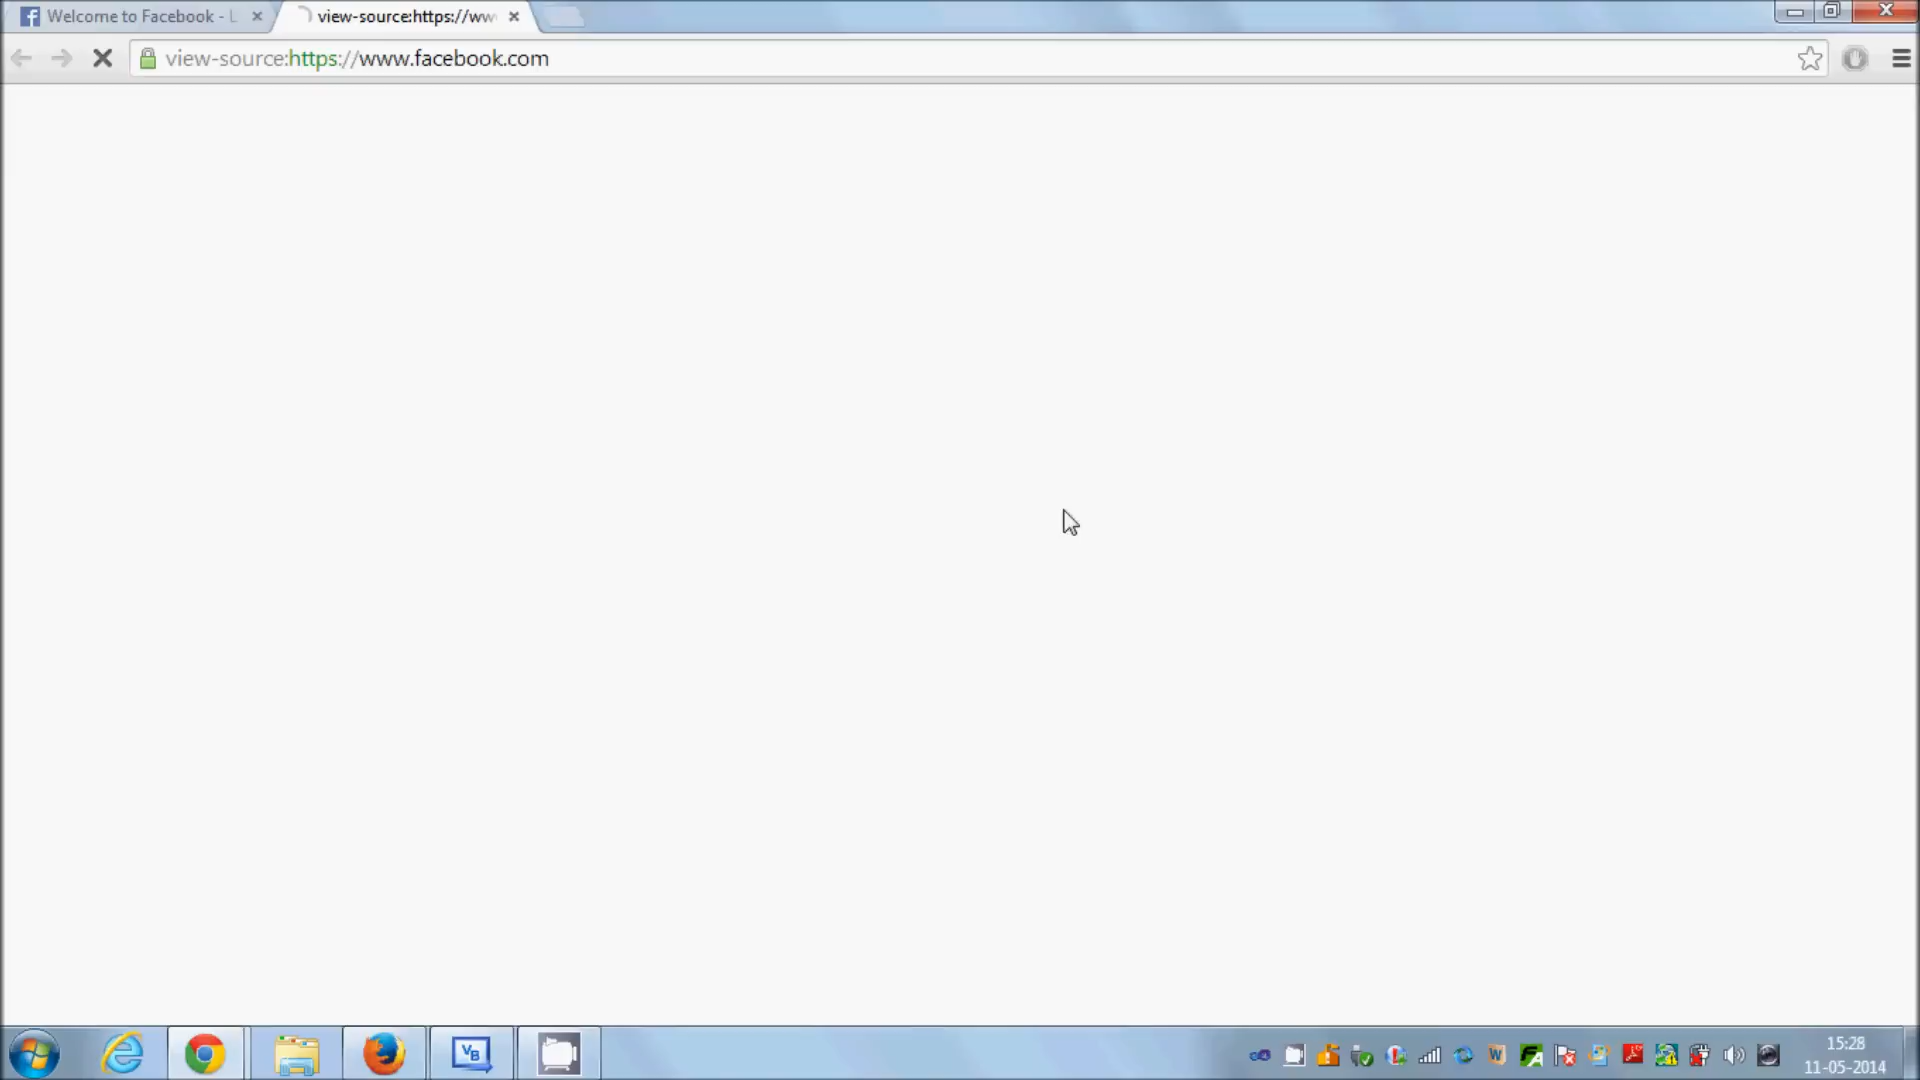 Welcome to Facebook - L
view-source:https://ww
view-source:https://www.facebook.com
15:28
11-05-2014